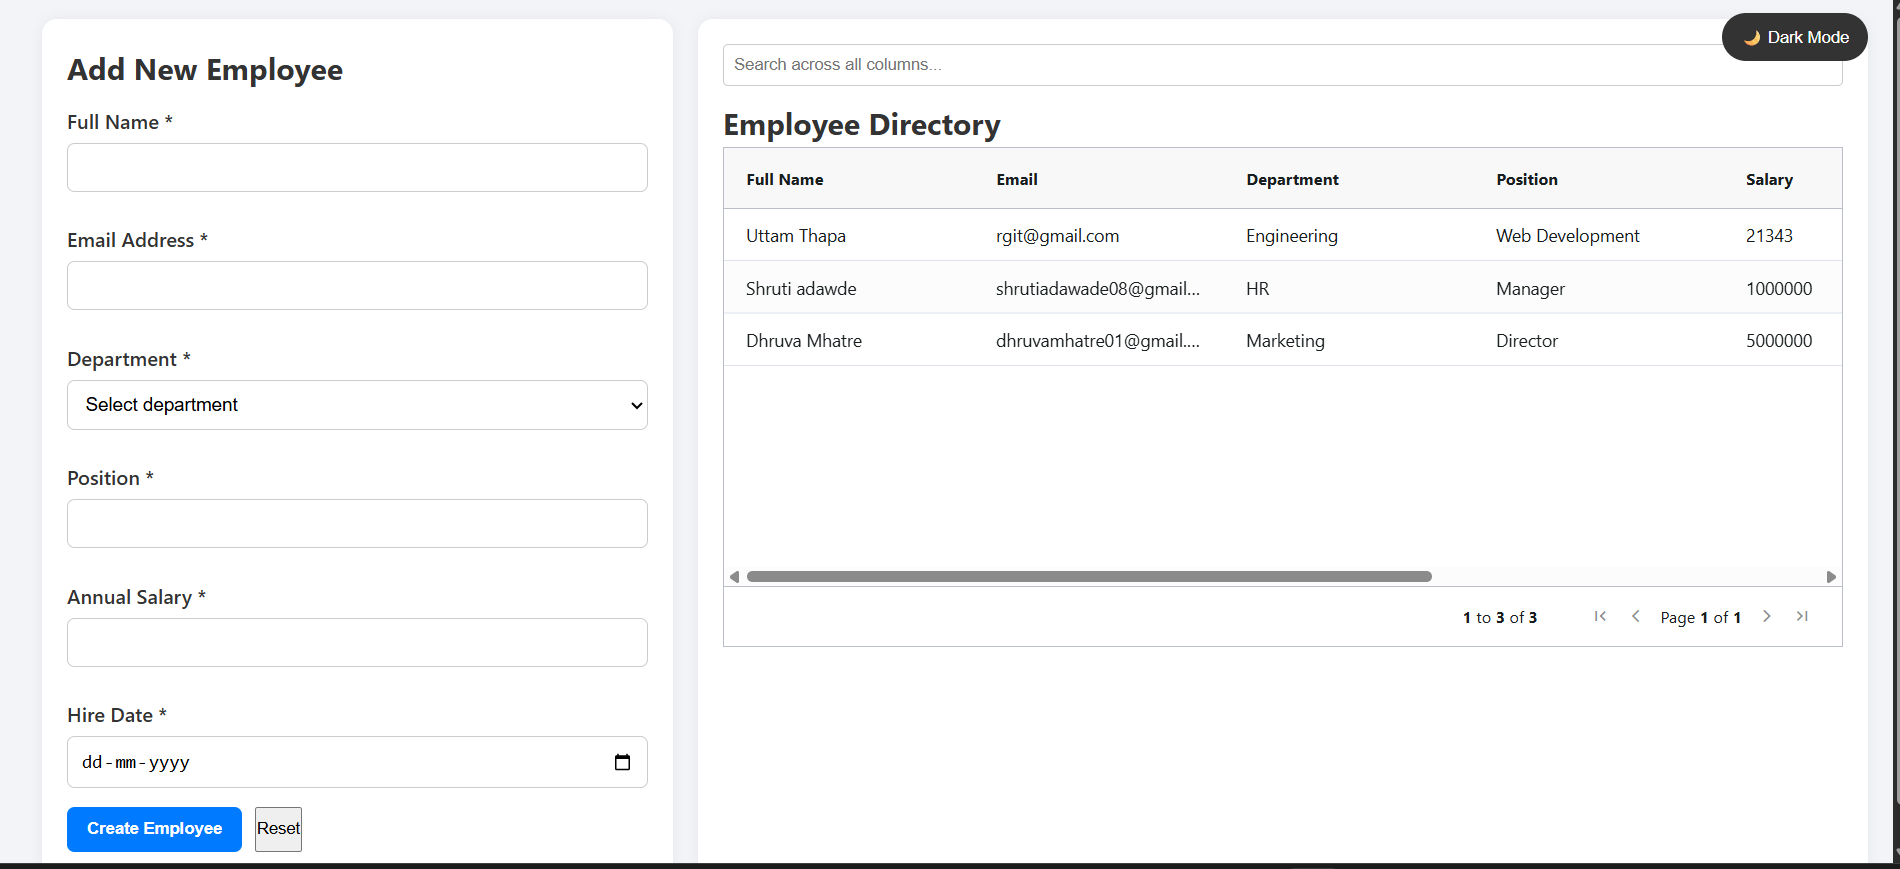 Add New Employee
Full Name *
Email Address *
Department *
Select department
Position *
Annual Salary *
Hire Date *
dd-mm-yyyy
Create Employee Reset
🌙 Dark Mode
Search across all columns...
Employee Directory
Full Name Email Department Position Salary
Uttam Thapa rgit@gmail.com Engineering Web Development 21343
Shruti adawde shrutiadawade08@gmail... HR Manager 1000000
Dhruva Mhatre dhruvamhatre01@gmail.... Marketing Director 5000000
1 to 3 of 3 Page 1 of 1